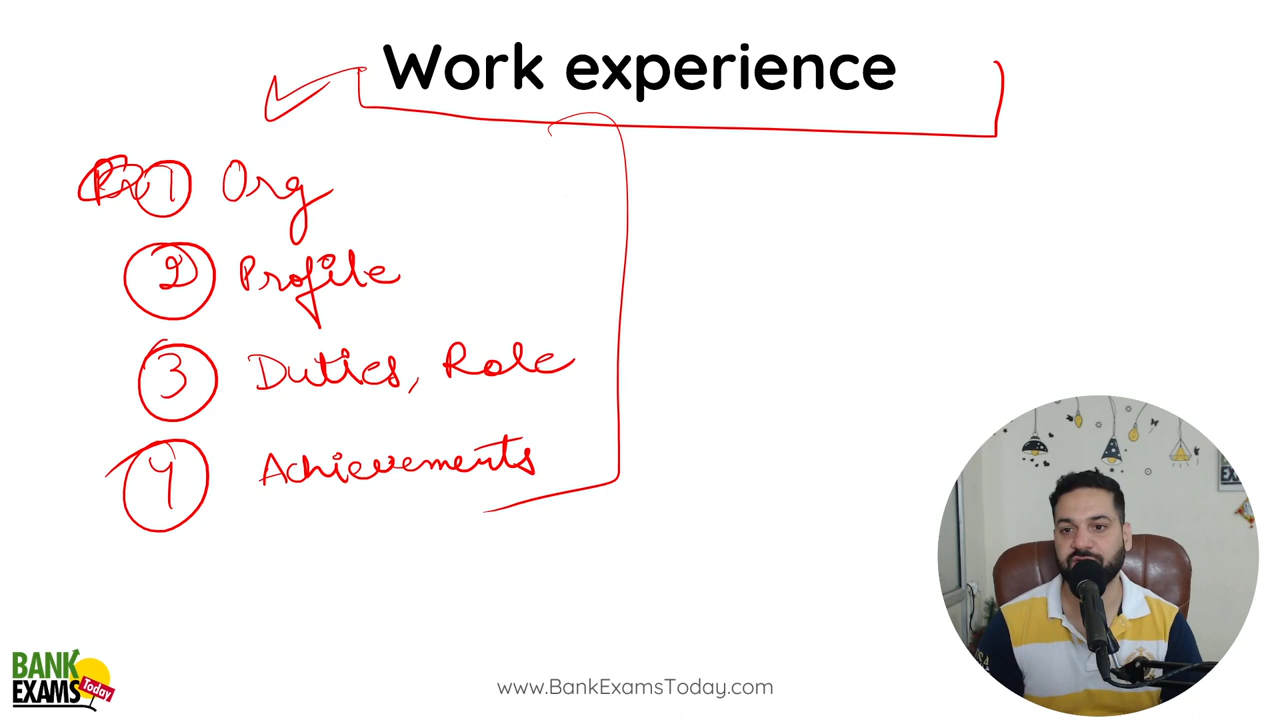 Work experience
1 Org
2 Profile
3 Duties, Role
4 Achievements
BANK
EXAMS
Today
www.BankExamsToday.com